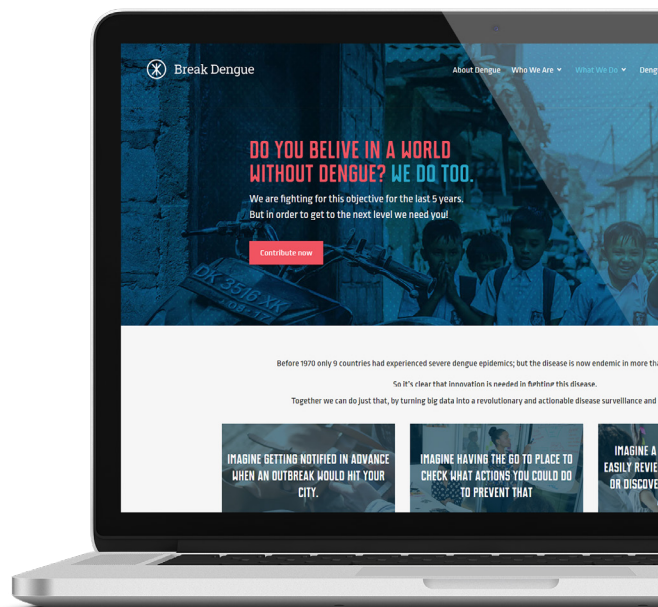 Break Dengue
About Dengue Who We Are What We Do
DO YOU BELIVE IN A WORLD
WITHOUT DENGUE? WE DO TOO.
We are fighting for this objective for the last 5 years.
But in order to get to the next level we need you!
Contribute now
DK 3516 XK
Before 1970 only 9 countries had experienced severe dengue epidemics; but the disease is now endemic in more
So it's clear that innovation is needed in fighting this disease.
Together we can do just that, by turning big data into a revolutionary and actionable disease surveillance and
IMAGINE GETTING NOTIFIED IN ADVANCE
WHEN AN OUTBREAK WOULD HIT YOUR
CITY.
IMAGINE HAVING THE GO TO PLACE TO
CHECK WHAT ACTIONS YOU COULD DO
TO PREVENT THAT
IMAGINE A
EASILY REVIE
OR DISCOVE